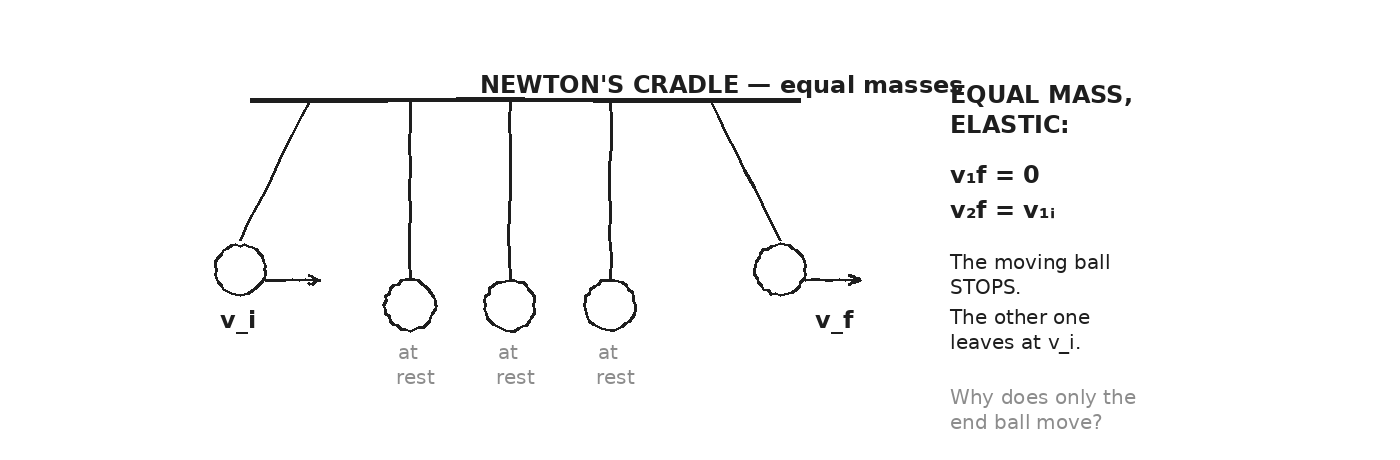 NEWTON'S CRADLE — equal masses
v_i
at
rest
at
rest
at
rest
v_f
EQUAL MASS,
ELASTIC:
v₁f = 0
v₂f = v₁ᵢ
The moving ball
STOPS.
The other one
leaves at v_i.
Why does only the
end ball move?